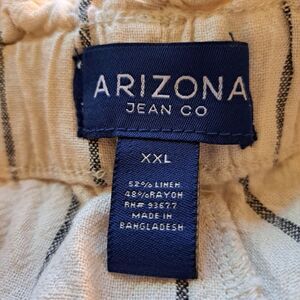 ARIZONA
JEAN CO
XXL
52% LINEN
48% RAYON
RN# 93677
MADE IN
BANGLADESH